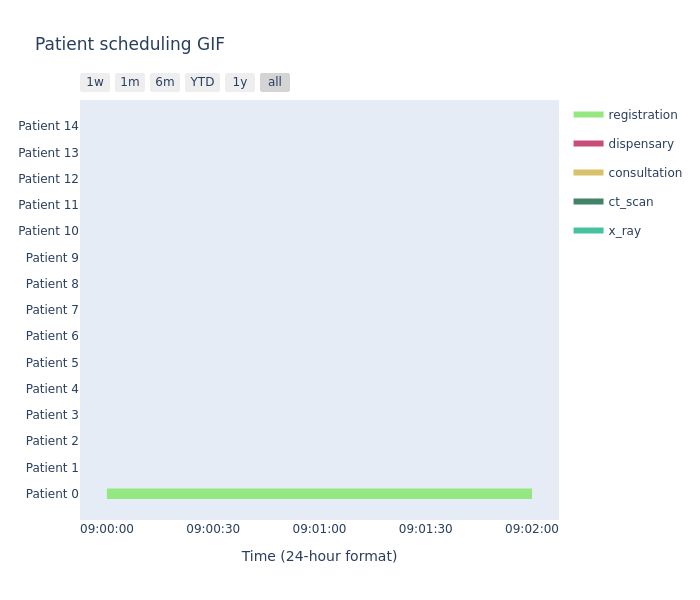 Patient scheduling GIF
1w 1m 6m YTD 1y all
registration
dispensary
consultation
ct_scan
x_ray
Patient 14
Patient 13
Patient 12
Patient 11
Patient 10
Patient 9
Patient 8
Patient 7
Patient 6
Patient 5
Patient 4
Patient 3
Patient 2
Patient 1
Patient 0
09:00:00 09:00:30 09:01:00 09:01:30 09:02:00
Time (24-hour format)